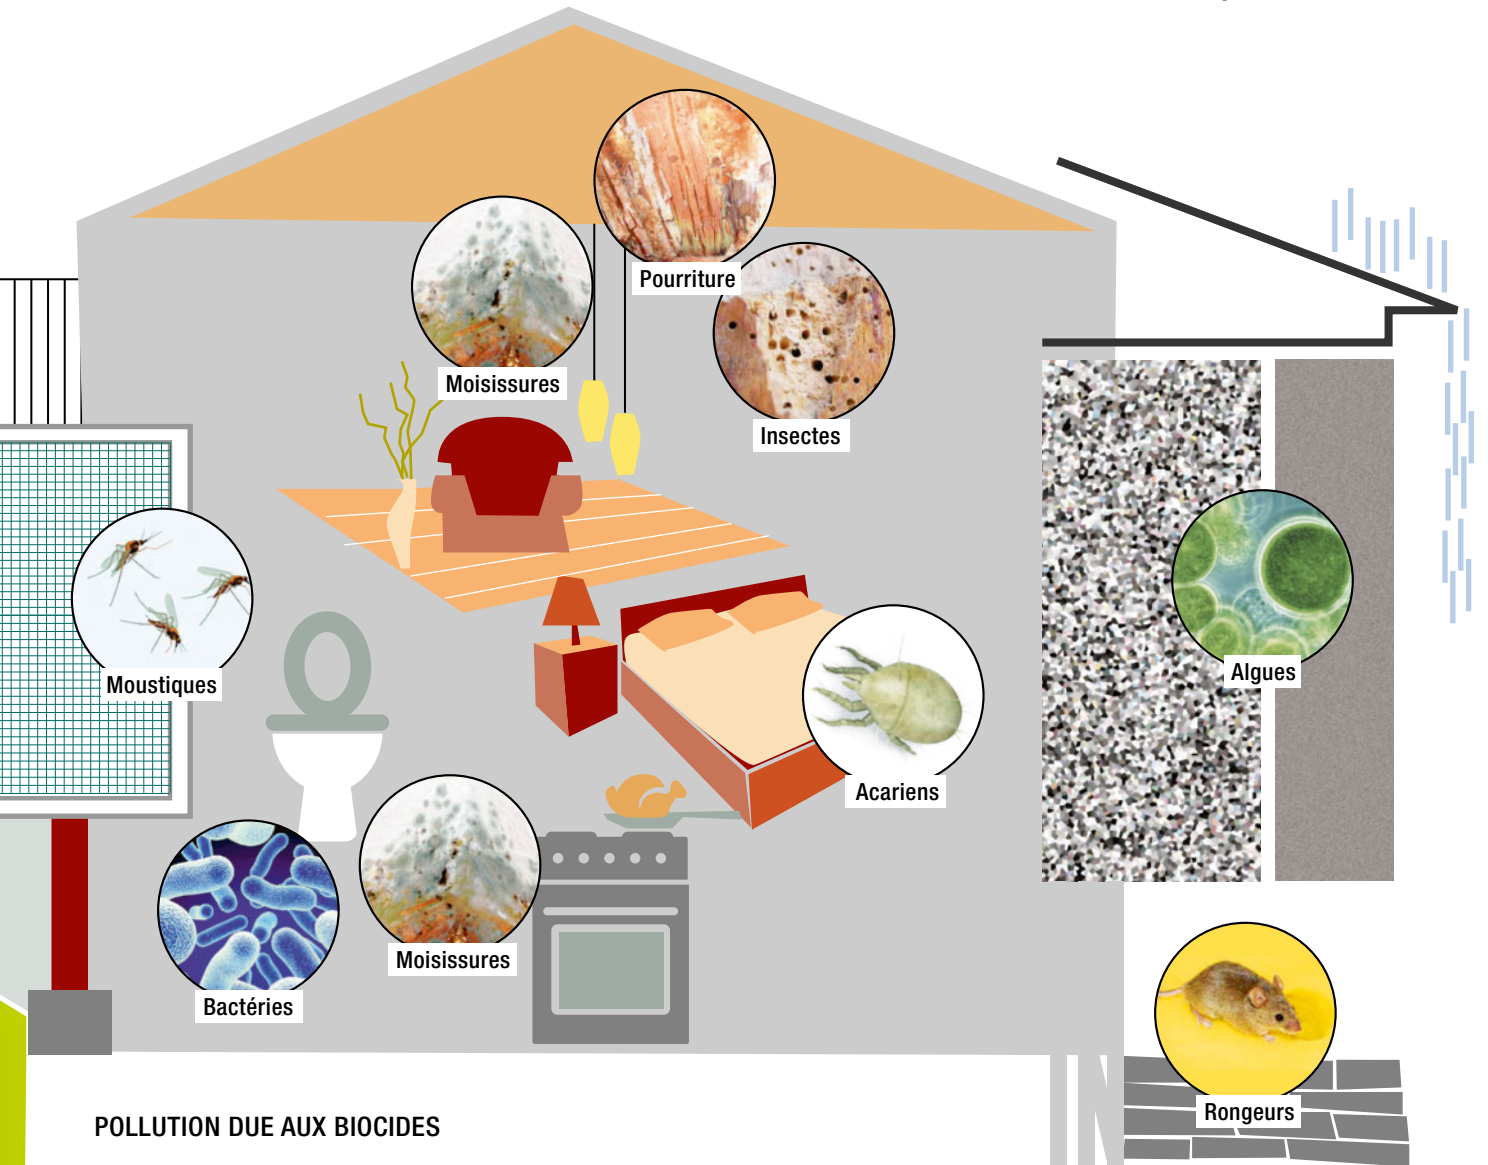 Pourriture
Moisissures
Insectes
Moustiques
Algues
Acariens
Moisissures
Bactéries
Rongeurs
POLLUTION DUE AUX BIOCIDES